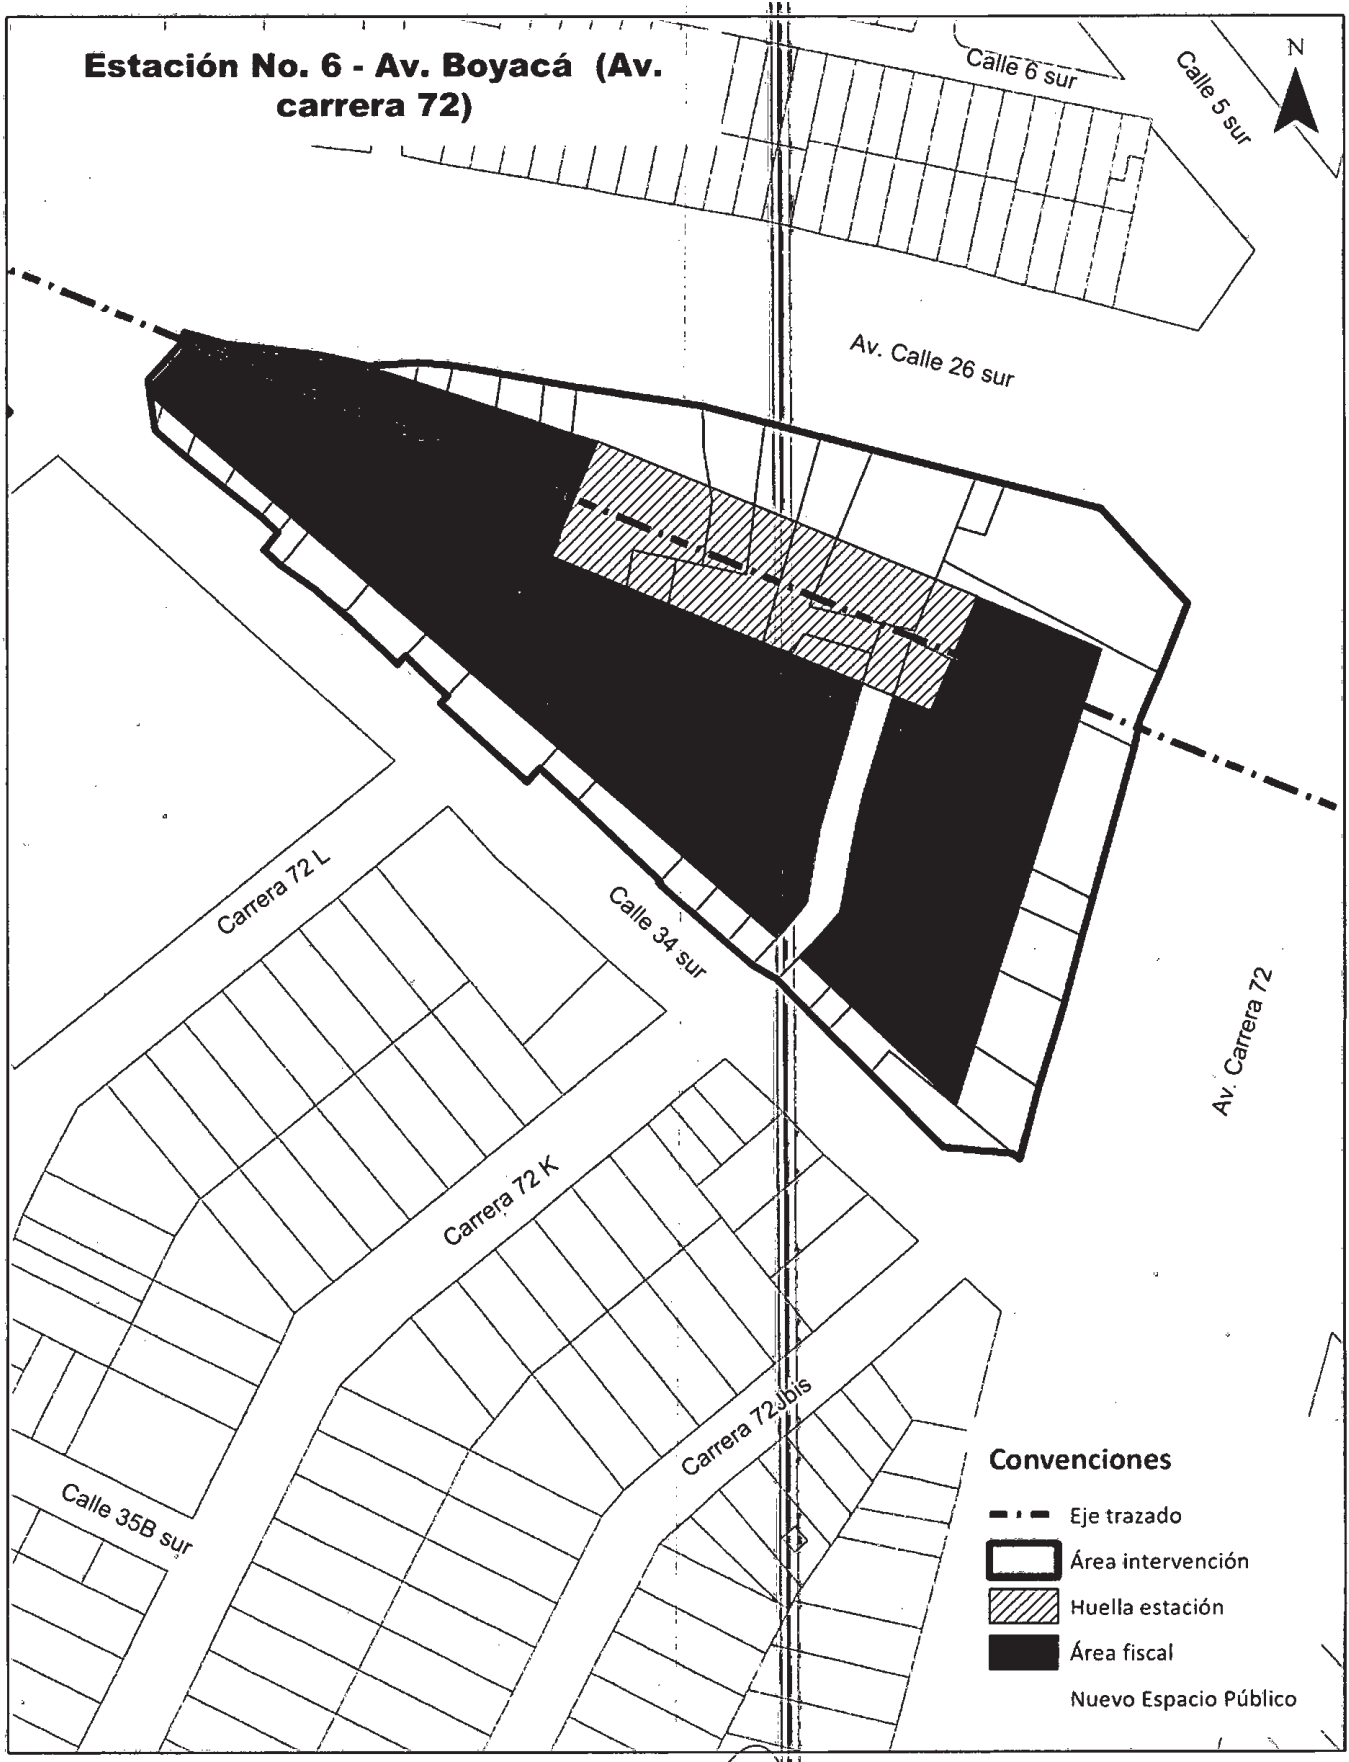 Estación No. 6 - Av. Boyacá (Av.
carrera 72)
Calle 6 sur
Calle 5 sur
N
Av. Calle 26 sur
Carrera 72 L
Calle 34 sur
Av. Carrera 72
Carrera 72 K
Carrera 72 Jbis
Calle 35B sur
Convenciones
Eje trazado
Área intervención
Huella estación
Área fiscal
Nuevo Espacio Público